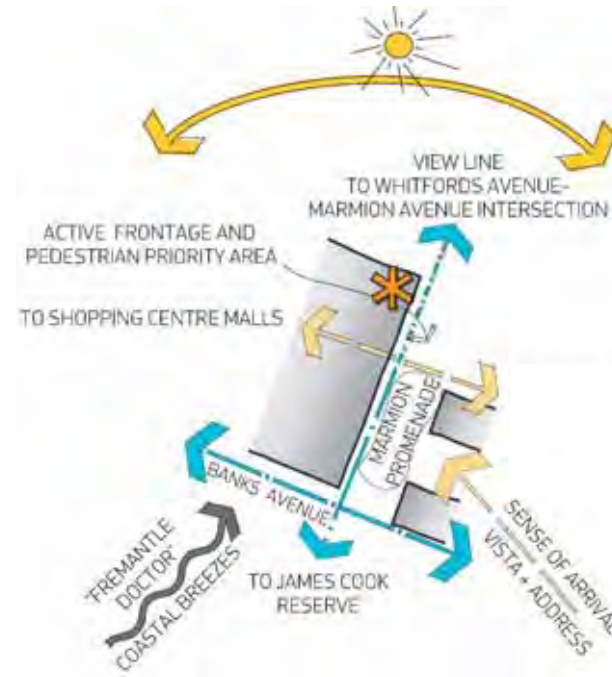 VIEW LINE
TO WHITFORDS AVENUE-
MARMION AVENUE INTERSECTION
ACTIVE FRONTAGE AND
PEDESTRIAN PRIORITY AREA
TO SHOPPING CENTRE MALLS
MARMION
PROMENADE
BANKS AVENUE
SENSE OF ARRIVAL
VISTA + ADDRESS
"FREMANTLE
DOCTOR"
COASTAL BREEZES
TO JAMES COOK
RESERVE